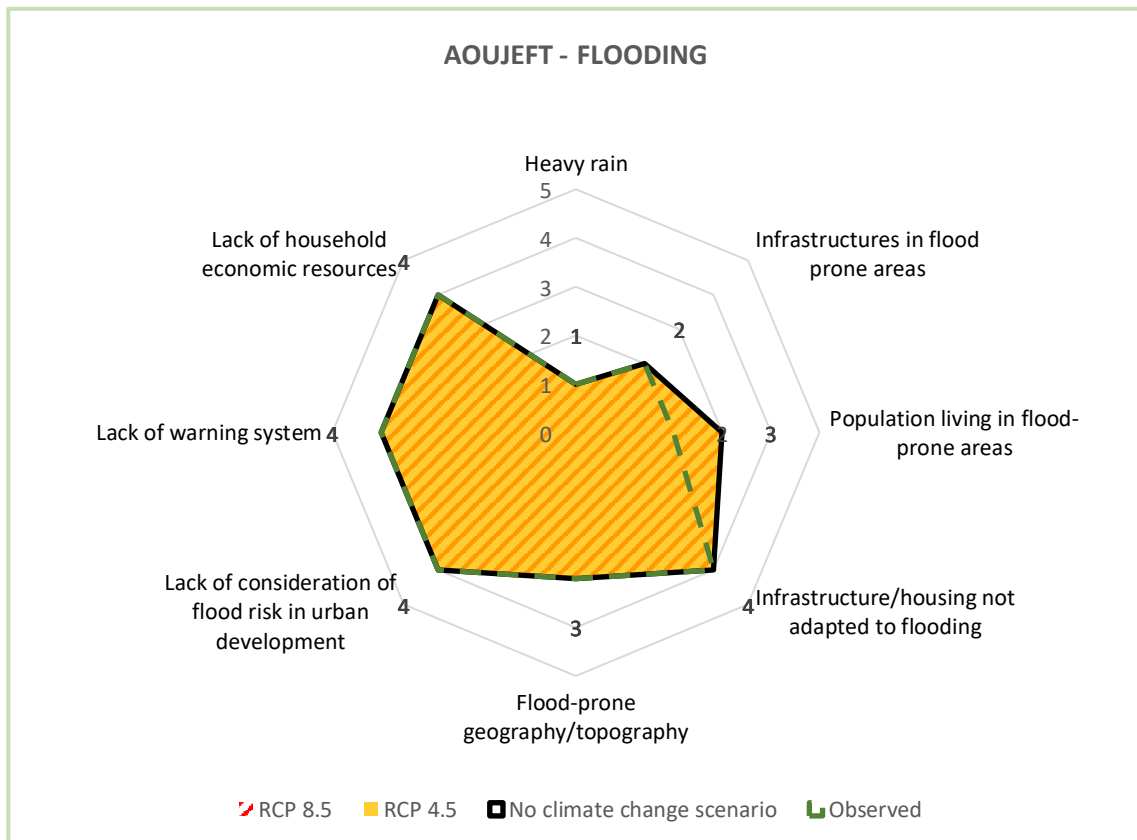 AOUJEFT - FLOODING
Heavy rain
5
Lack of household
economic resources
4
4
Infrastructures in flood
prone areas
3
2
2
1
1
Lack of warning system
4
0
2
3
Population living in flood-
prone areas
Lack of consideration of
flood risk in urban
development
4
4
Infrastructure/housing not
adapted to flooding
3
Flood-prone
geography/topography
RCP 8.5 RCP 4.5 No climate change scenario Observed